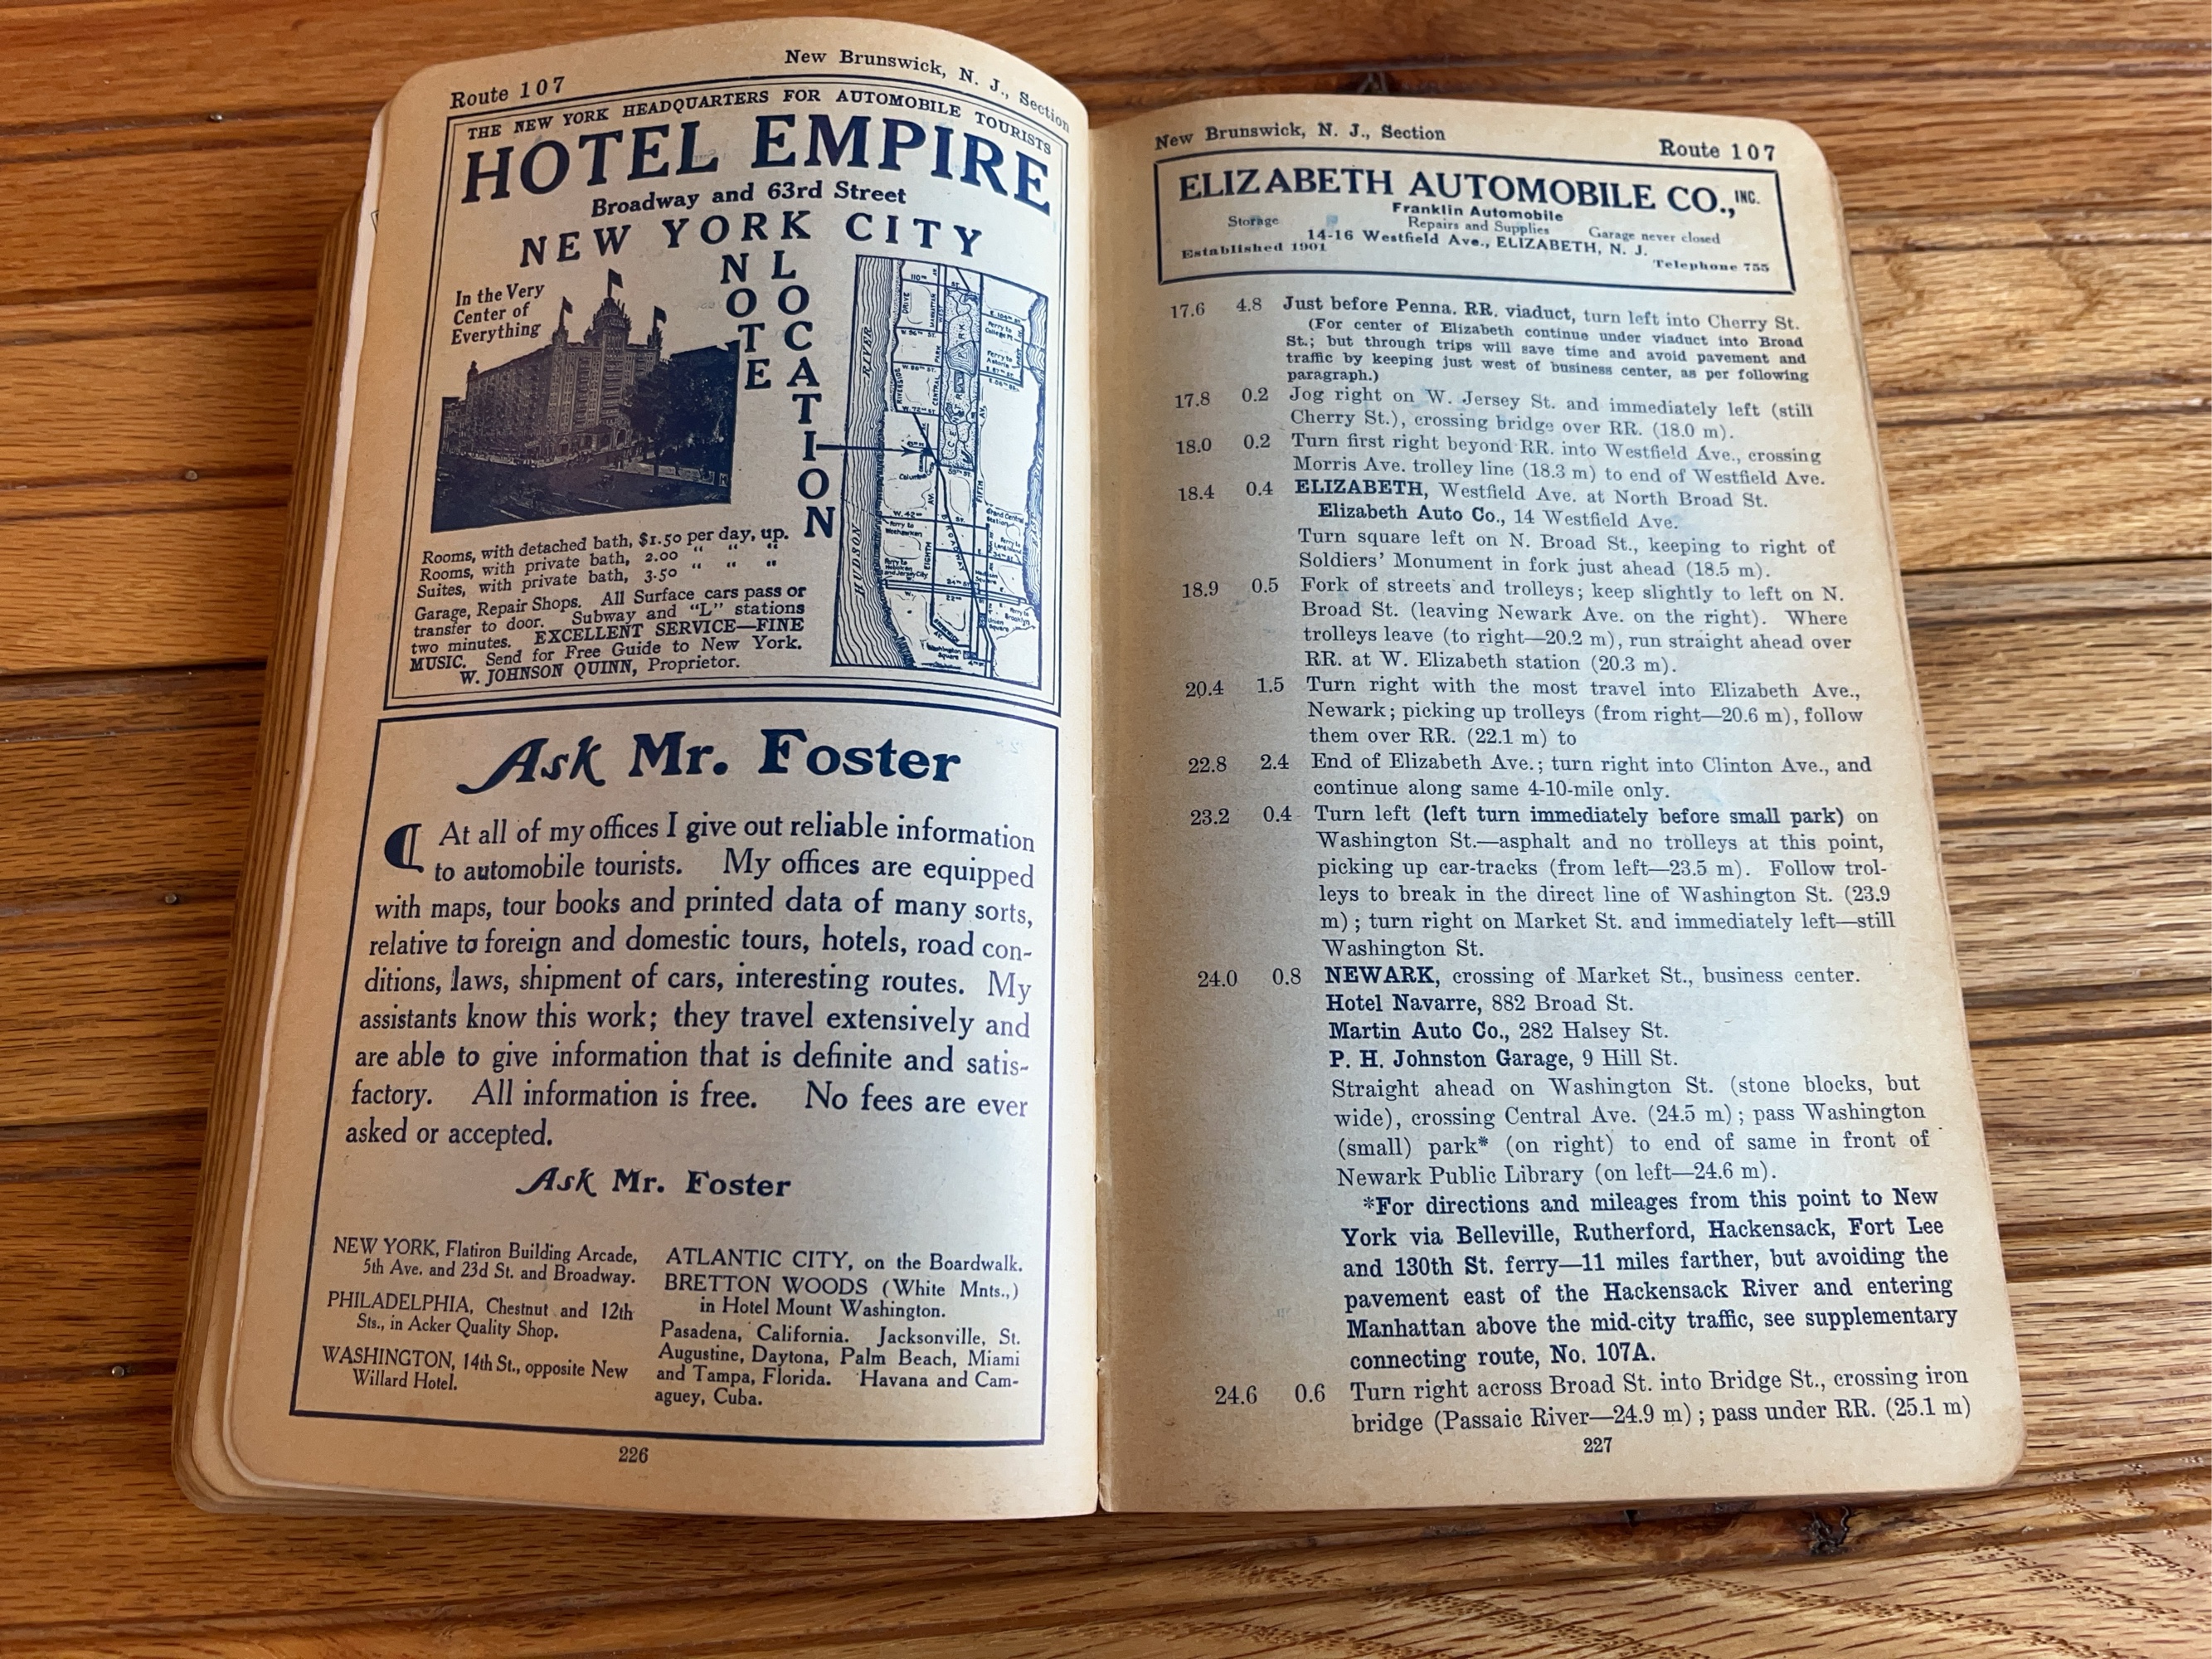 Route 107
New Brunswick, N. J., Section
THE NEW YORK HEADQUARTERS FOR AUTOMOBILE TOURISTS
HOTEL EMPIRE
Broadway and 63rd Street
NEW YORK CITY
In the Very
Center of
Everything
NOTE
LOCATION
HUDSON
RIVER
PARK
Rooms, with detached bath, $1.50 per day, up.
Rooms, with private bath, 2.00 " " "
Suites, with private bath, 3.50 " " "
Garage, Repair Shops. All Surface cars pass or
transfer to door. Subway and "L" stations
two minutes. EXCELLENT SERVICE—FINE
MUSIC. Send for Free Guide to New York.
W. JOHNSON QUINN, Proprietor.
Ask Mr. Foster
At all of my offices I give out reliable information
to automobile tourists. My offices are equipped
with maps, tour books and printed data of many sorts,
relative to foreign and domestic tours, hotels, road con-
ditions, laws, shipment of cars, interesting routes. My
assistants know this work; they travel extensively and
are able to give information that is definite and satis-
factory. All information is free. No fees are ever
asked or accepted.
Ask Mr. Foster
NEW YORK, Flatiron Building Arcade,
5th Ave. and 23d St. and Broadway.
PHILADELPHIA, Chestnut and 12th
Sts., in Acker Quality Shop.
WASHINGTON, 14th St., opposite New
Willard Hotel.
ATLANTIC CITY, on the Boardwalk.
BRETTON WOODS (White Mnts.,)
in Hotel Mount Washington.
Pasadena, California. Jacksonville, St.
Augustine, Daytona, Palm Beach, Miami
and Tampa, Florida. Havana and Cam-
aguey, Cuba.
226
New Brunswick, N. J., Section
Route 107
ELIZABETH AUTOMOBILE CO., INC.
Franklin Automobile
Storage Repairs and Supplies Garage never closed
14-16 Westfield Ave., ELIZABETH, N. J.
Established 1901
Telephone 755
17.6 4.8 Just before Penna. RR. viaduct, turn left into Cherry St.
(For center of Elizabeth continue under viaduct into Broad
St.; but through trips will save time and avoid pavement and
traffic by keeping just west of business center, as per following
paragraph.)
17.8 0.2 Jog right on W. Jersey St. and immediately left (still
Cherry St.), crossing bridge over RR. (18.0 m).
18.0 0.2 Turn first right beyond RR. into Westfield Ave., crossing
Morris Ave. trolley line (18.3 m) to end of Westfield Ave.
18.4 0.4 ELIZABETH, Westfield Ave. at North Broad St.
Elizabeth Auto Co., 14 Westfield Ave.
Turn square left on N. Broad St., keeping to right of
Soldiers' Monument in fork just ahead (18.5 m).
18.9 0.5 Fork of streets and trolleys; keep slightly to left on N.
Broad St. (leaving Newark Ave. on the right). Where
trolleys leave (to right—20.2 m), run straight ahead over
RR. at W. Elizabeth station (20.3 m).
20.4 1.5 Turn right with the most travel into Elizabeth Ave.,
Newark; picking up trolleys (from right—20.6 m), follow
them over RR. (22.1 m) to
22.8 2.4 End of Elizabeth Ave.; turn right into Clinton Ave., and
continue along same 4-10-mile only.
23.2 0.4 Turn left (left turn immediately before small park) on
Washington St.—asphalt and no trolleys at this point,
picking up car-tracks (from left—23.5 m). Follow trol-
leys to break in the direct line of Washington St. (23.9
m); turn right on Market St. and immediately left—still
Washington St.
24.0 0.8 NEWARK, crossing of Market St., business center.
Hotel Navarre, 882 Broad St.
Martin Auto Co., 282 Halsey St.
P. H. Johnston Garage, 9 Hill St.
Straight ahead on Washington St. (stone blocks, but
wide), crossing Central Ave. (24.5 m); pass Washington
(small) park* (on right) to end of same in front of
Newark Public Library (on left—24.6 m).
*For directions and mileages from this point to New
York via Belleville, Rutherford, Hackensack, Fort Lee
and 130th St. ferry—11 miles farther, but avoiding the
pavement east of the Hackensack River and entering
Manhattan above the mid-city traffic, see supplementary
connecting route, No. 107A.
24.6 0.6 Turn right across Broad St. into Bridge St., crossing iron
bridge (Passaic River—24.9 m); pass under RR. (25.1 m)
227